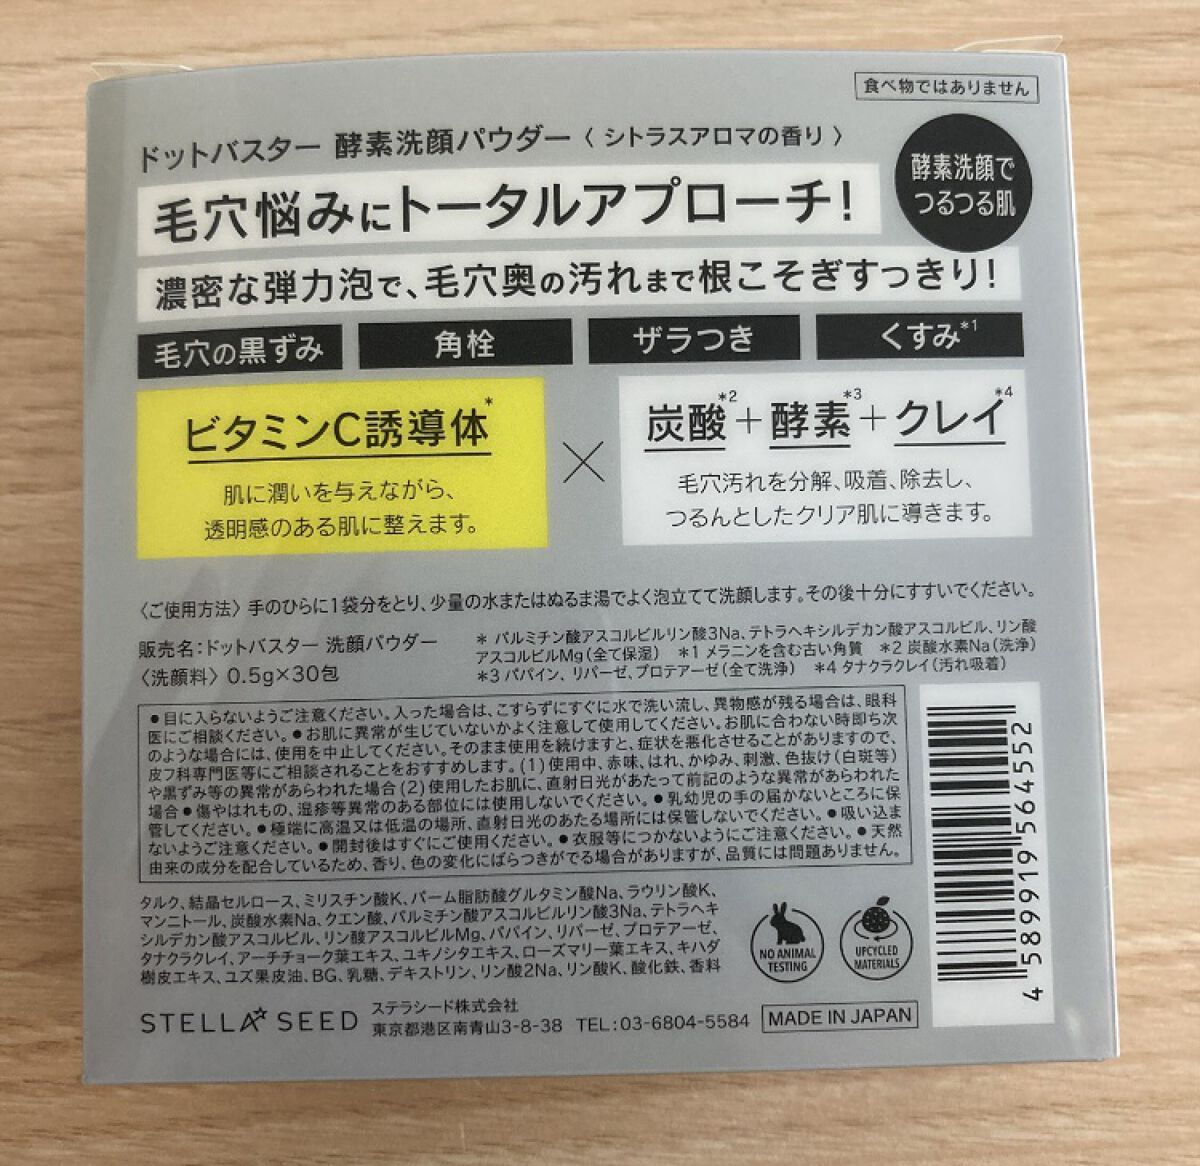 食べ物ではありません
ドットバスター 酵素洗顔パウダー〈 シトラスアロマの香り 〉
酵素洗顔で
つるつる肌
毛穴悩みにトータルアプローチ!
濃密な弾力泡で、毛穴奥の汚れまで根こそぎすっきり!
毛穴の黒ずみ 角栓 ザラつき くすみ*1
ビタミンC誘導体*
肌に潤いを与えながら、
透明感のある肌に整えます。
×
炭酸*2+酵素*3+クレイ*4
毛穴汚れを分解、吸着、除去し、
つるんとしたクリア肌に導きます。
〈ご使用方法〉手のひらに1袋分をとり、少量の水またはぬるま湯でよく泡立てて洗顔します。その後十分にすすいでください。
販売名:ドットバスター 洗顔パウダー
〈洗顔料〉0.5g×30包
* パルミチン酸アスコルビルリン酸3Na、テトラヘキシルデカン酸アスコルビル、リン酸
アスコルビルMg(全て保湿) *1 メラニンを含む古い角質 *2 炭酸水素Na(洗浄)
*3 パパイン、リパーゼ、プロテアーゼ(全て洗浄) *4 タナクラクレイ(汚れ吸着)
●目に入らないようご注意ください。入った場合は、こすらずにすぐに水で洗い流し、異物感が残る場合は、眼科
医にご相談ください。●お肌に異常が生じていないかよく注意して使用してください。お肌に合わない時即ち次
のような場合には、使用を中止してください。そのまま使用を続けますと、症状を悪化させることがありますので、
皮フ科専門医等にご相談されることをおすすめします。(1)使用中、赤味、はれ、かゆみ、刺激、色抜け(白斑等)
や黒ずみ等の異常があらわれた場合(2)使用したお肌に、直射日光があたって前記のような異常があらわれた
場合●傷やはれもの、湿疹等異常のある部位には使用しないでください。●乳幼児の手の届かないところに保
管してください。●極端に高温又は低温の場所、直射日光のあたる場所には保管しないでください。●吸い込ま
ないようご注意ください。●開封後はすぐにご使用ください。●衣服等につかないようにご注意ください。●天然
由来の成分を配合しているため、香り、色の変化にばらつきがでる場合がありますが、品質には問題ありません。
タルク、結晶セルロース、ミリスチン酸K、パーム脂肪酸グルタミン酸Na、ラウリン酸K、
マンニトール、炭酸水素Na、クエン酸、パルミチン酸アスコルビルリン酸3Na、テトラヘキ
シルデカン酸アスコルビル、リン酸アスコルビルMg、パパイン、リパーゼ、プロテアーゼ、
タナクラクレイ、アーチチョーク葉エキス、ユキノシタエキス、ローズマリー葉エキス、キハダ
樹皮エキス、ユズ果皮油、BG、乳糖、デキストリン、リン酸2Na、リン酸K、酸化鉄、香料
NO ANIMAL
TESTING
UPCYCLED
MATERIALS
4 589919 564552
STELLA SEED
ステラシード株式会社
東京都港区南青山3-8-38 TEL:03-6804-5584
MADE IN JAPAN